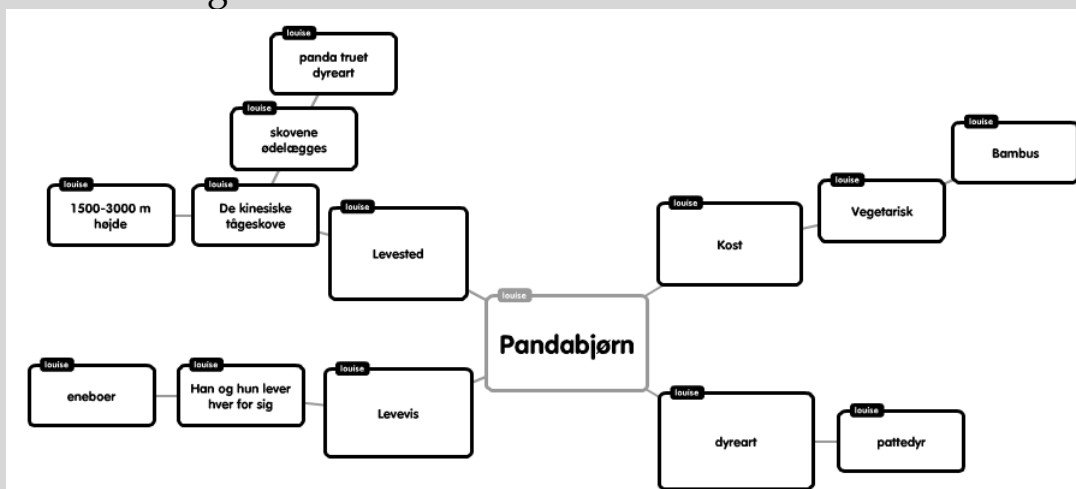 louise
panda truet
dyreart
louise
skovene
ødelægges
louise
Bambus
louise
1500-3000 m
højde
louise
De kinesiske
tågeskove
louise
Levested
louise
Kost
louise
Vegetarisk
louise
Pandabjørn
louise
eneboer
louise
Han og hun lever
hver for sig
louise
Levevis
louise
dyreart
louise
pattedyr